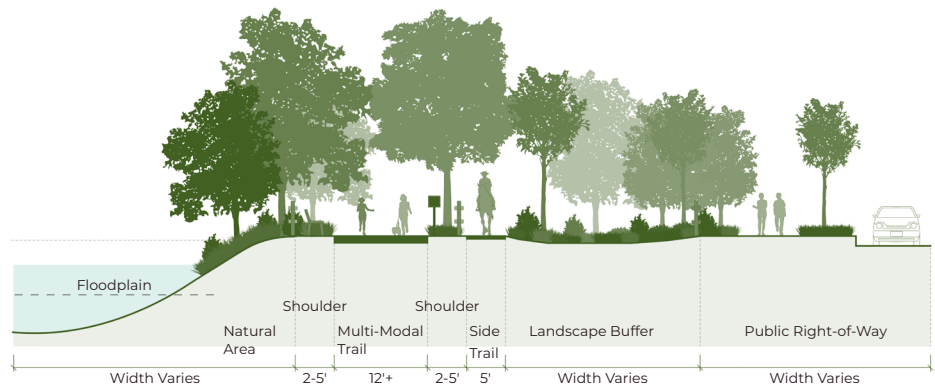 Floodplain
Shoulder Shoulder
Natural Area
Multi-Modal Trail
Side Trail
Landscape Buffer
Public Right-of-Way
Width Varies 2-5' 12'+ 2-5' 5' Width Varies Width Varies